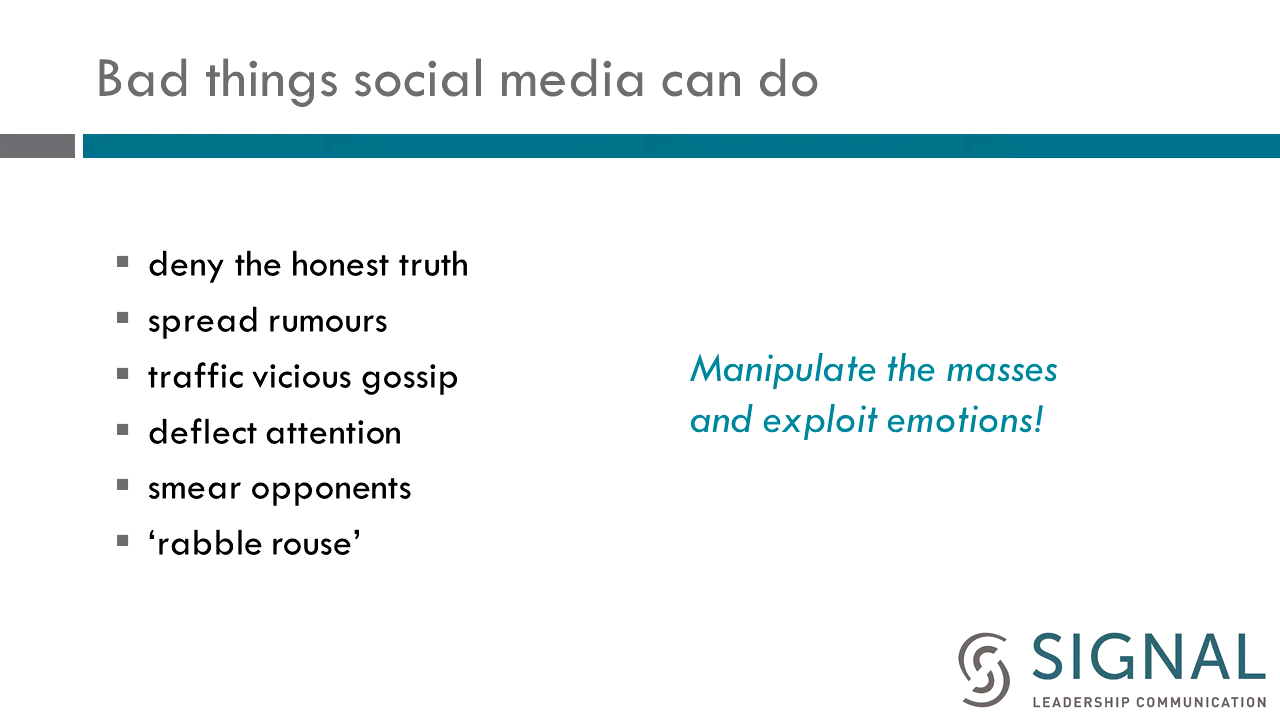 Bad things social media can do
▪ deny the honest truth
▪ spread rumours
▪ traffic vicious gossip
▪ deflect attention
▪ smear opponents
▪ ‘rabble rouse’
Manipulate the masses
and exploit emotions!
SIGNAL
LEADERSHIP COMMUNICATION